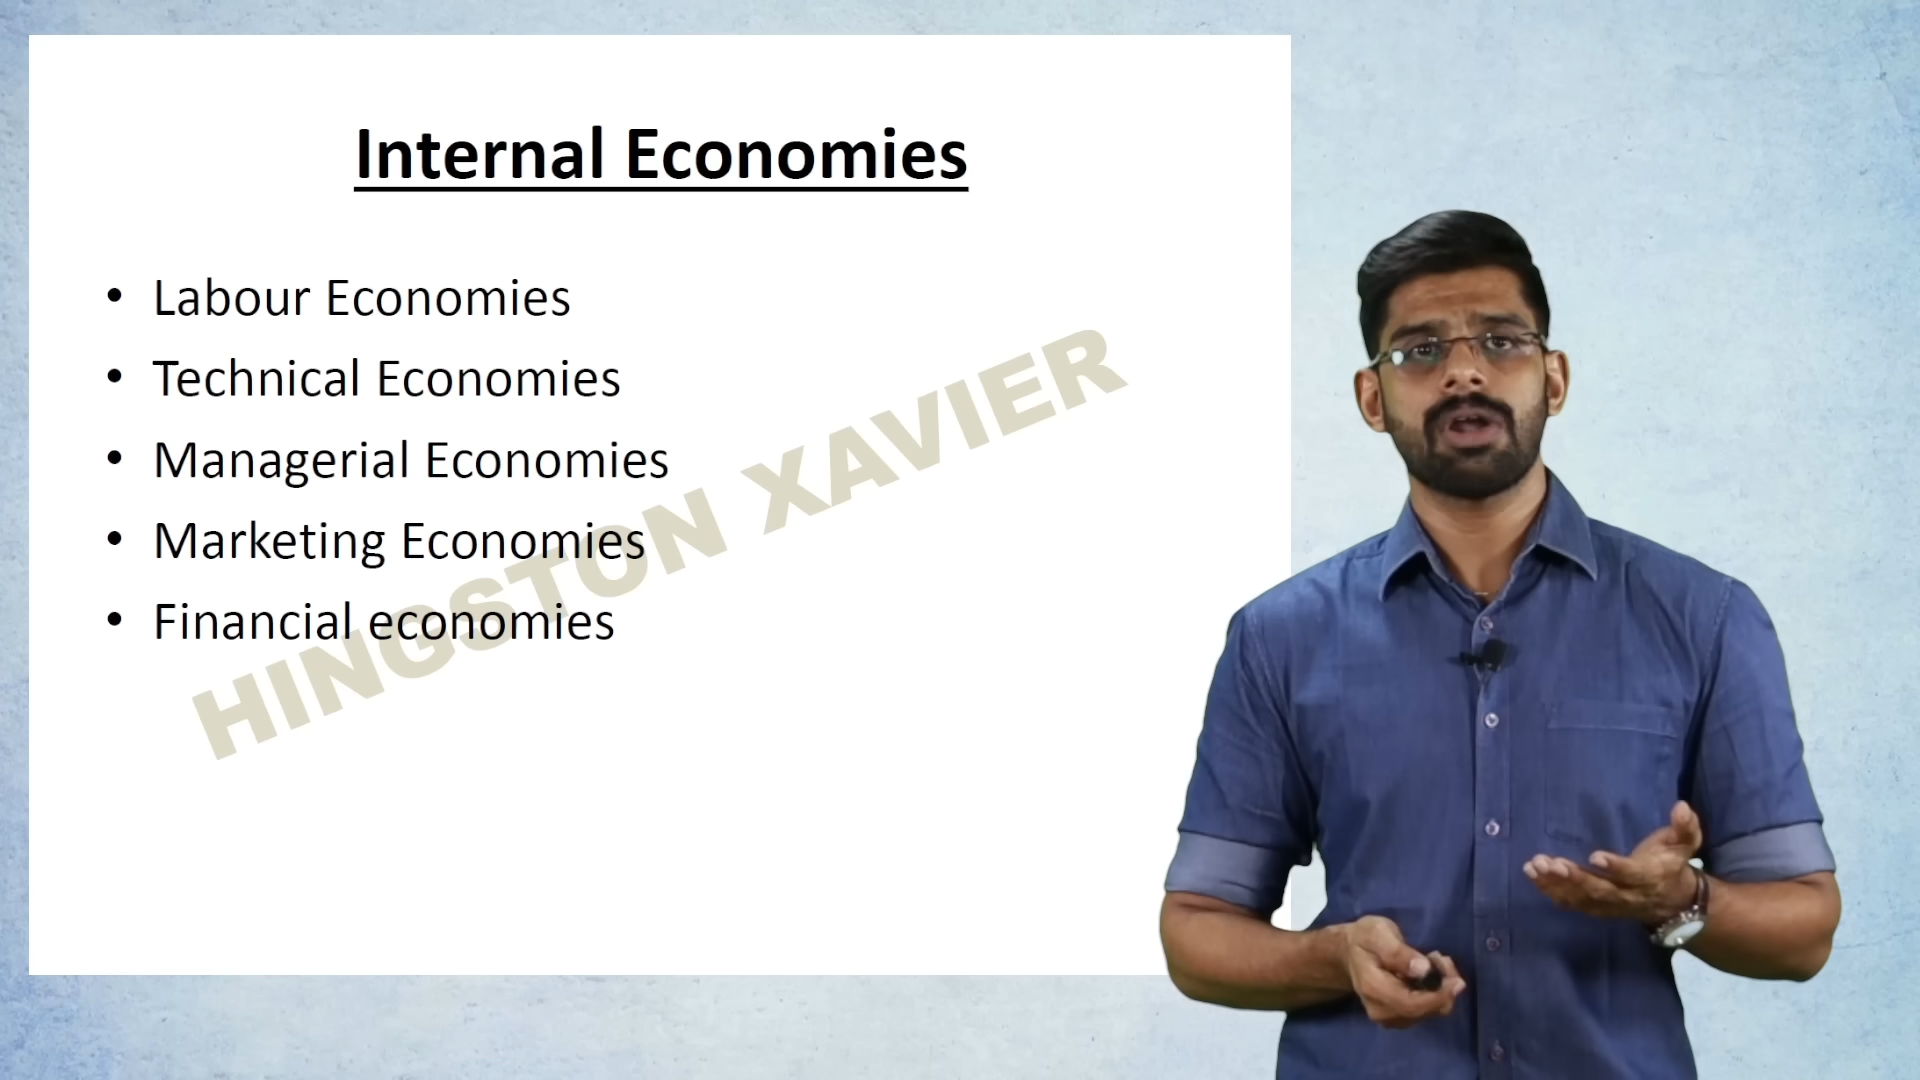 Internal Economies
• Labour Economies
• Technical Economies
• Managerial Economies
• Marketing Economies
• Financial economies
HINGSTON XAVIER